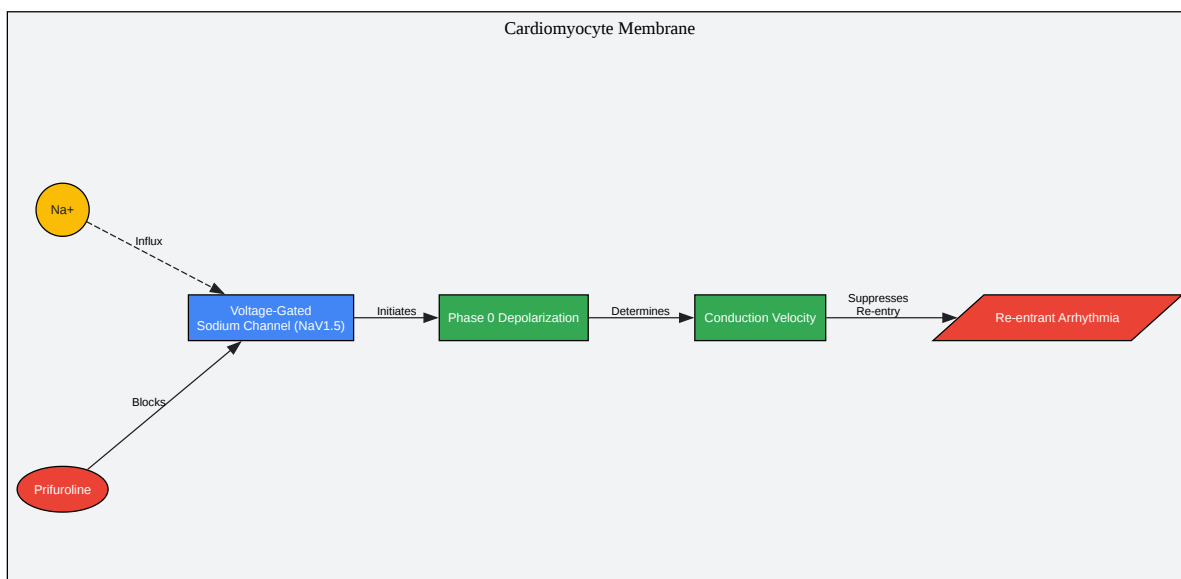 Cardiomyocyte Membrane
Na+
Influx
Voltage-Gated
Sodium Channel (NaV1.5)
Initiates
Phase 0 Depolarization
Determines
Conduction Velocity
Suppresses
Re-entry
Re-entrant Arrhythmia
Blocks
Prifuroline